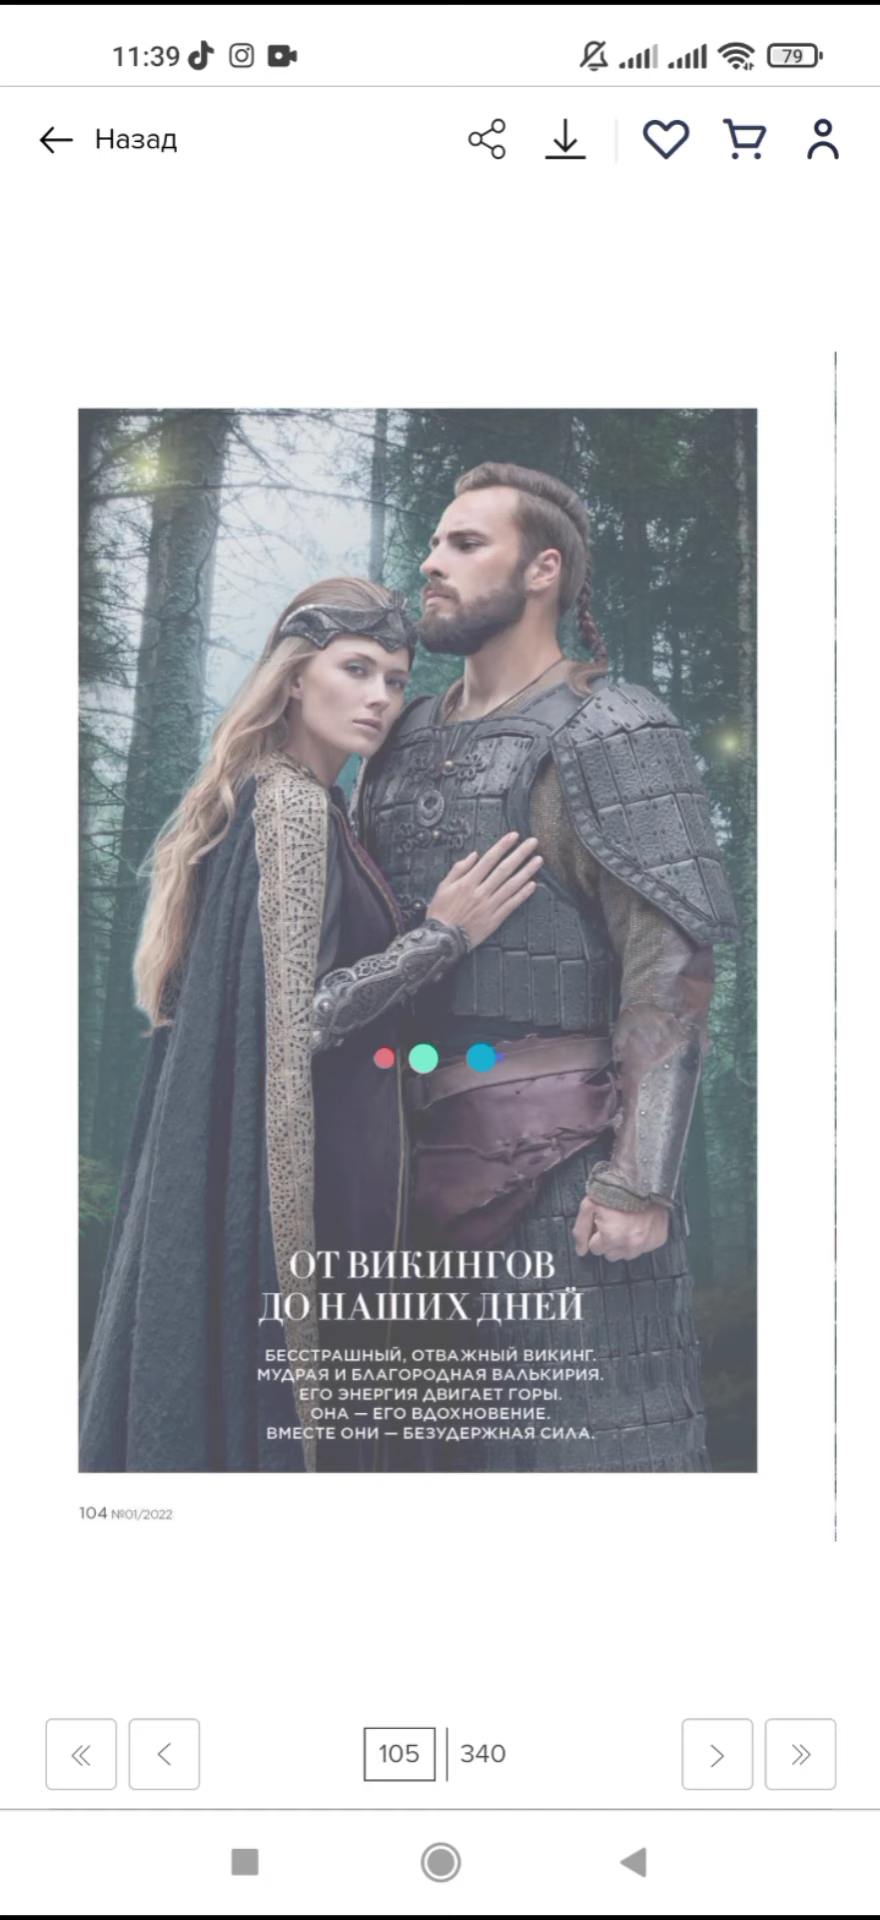 11:39
79
Назад
ОТ ВИКИНГОВ
ДО НАШИХ ДНЕЙ
БЕССТРАШНЫЙ, ОТВАЖНЫЙ ВИКИНГ.
МУДРАЯ И БЛАГОРОДНАЯ ВАЛЬКИРИЯ.
ЕГО ЭНЕРГИЯ ДВИГАЕТ ГОРЫ.
ОНА — ЕГО ВДОХНОВЕНИЕ.
ВМЕСТЕ ОНИ — БЕЗУДЕРЖНАЯ СИЛА.
104 №01/2022
105 | 340